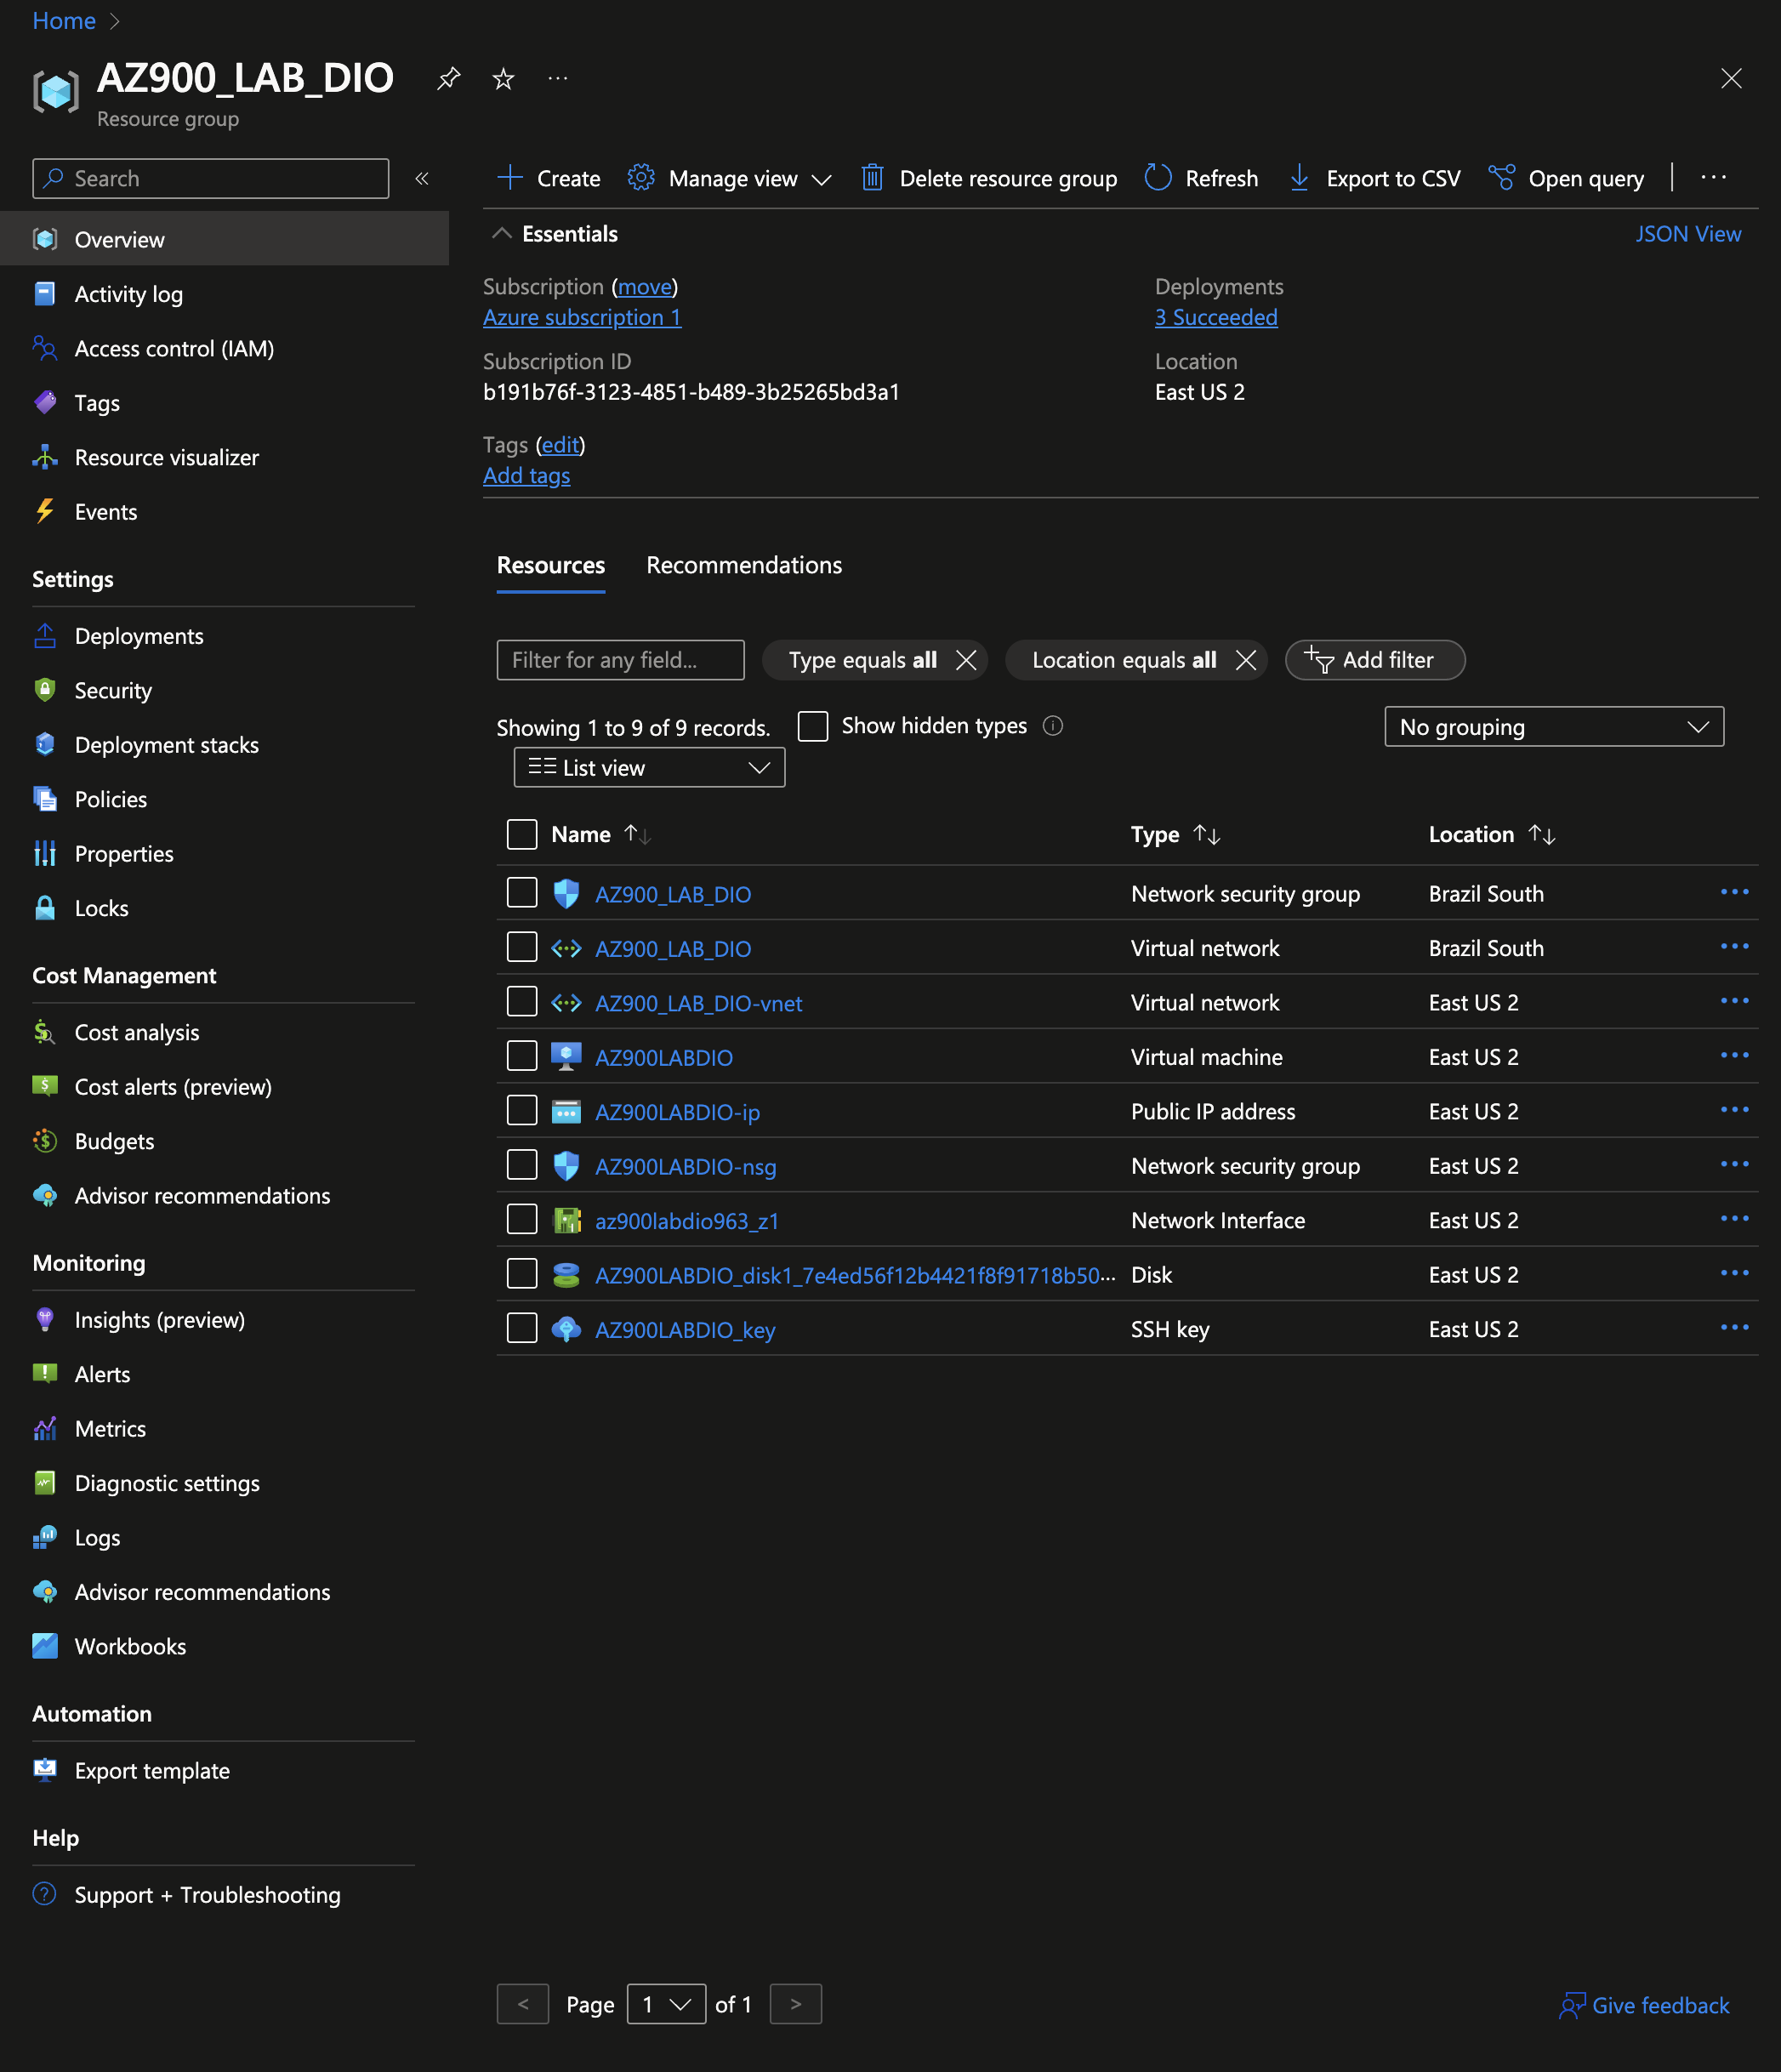 Home
AZ900_LAB_DIO
Resource group
Search
Overview
Activity log
Access control (IAM)
Tags
Resource visualizer
Events
Settings
Deployments
Security
Deployment stacks
Policies
Properties
Locks
Cost Management
Cost analysis
Cost alerts (preview)
Budgets
Advisor recommendations
Monitoring
Insights (preview)
Alerts
Metrics
Diagnostic settings
Logs
Advisor recommendations
Workbooks
Automation
Export template
Help
Support + Troubleshooting
Create Manage view Delete resource group Refresh Export to CSV Open query
Essentials JSON View
Subscription (move)
Azure subscription 1
Subscription ID
b191b76f-3123-4851-b489-3b25265bd3a1
Tags (edit)
Add tags
Deployments
3 Succeeded
Location
East US 2
Resources Recommendations
Filter for any field... Type equals all Location equals all Add filter
Showing 1 to 9 of 9 records. Show hidden types No grouping
List view
Name Type Location
AZ900_LAB_DIO Network security group Brazil South
AZ900_LAB_DIO Virtual network Brazil South
AZ900_LAB_DIO-vnet Virtual network East US 2
AZ900LABDIO Virtual machine East US 2
AZ900LABDIO-ip Public IP address East US 2
AZ900LABDIO-nsg Network security group East US 2
az900labdio963_z1 Network Interface East US 2
AZ900LABDIO_disk1_7e4ed56f12b4421f8f91718b50... Disk East US 2
AZ900LABDIO_key SSH key East US 2
< Page 1 of 1 > Give feedback